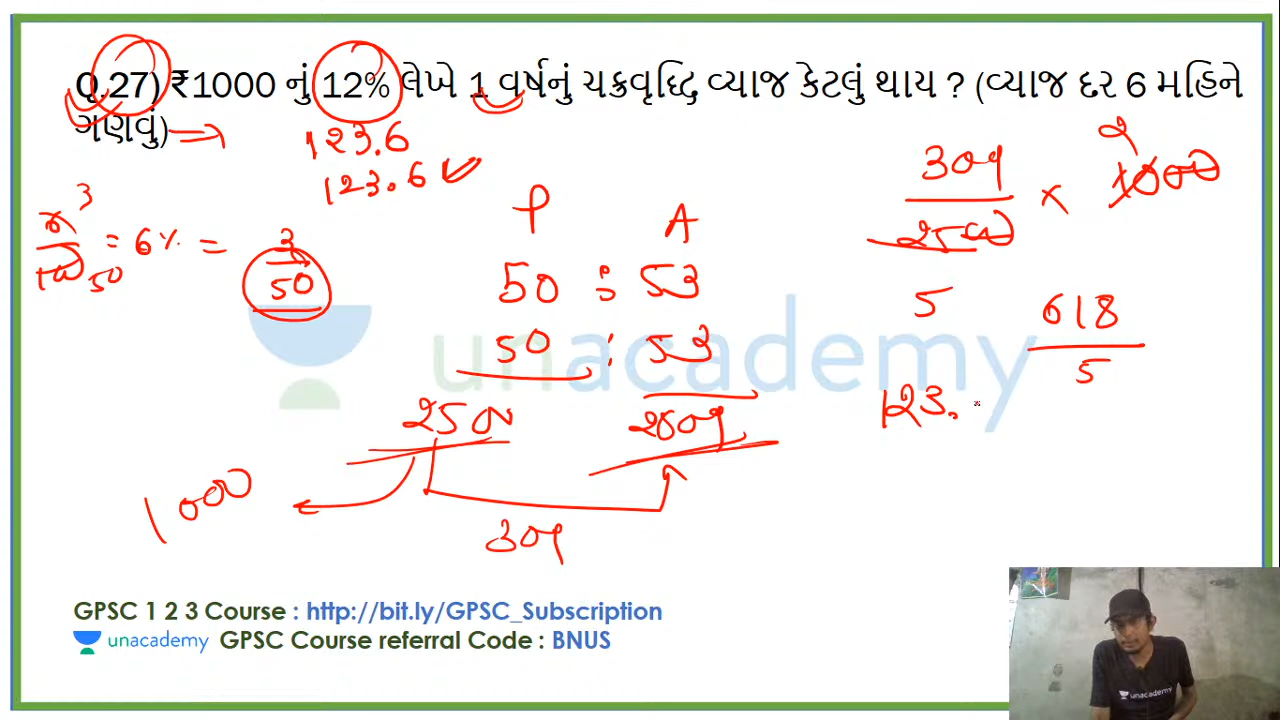 Q.27) ₹1000 નું 12% લેખે 1 વર્ષનું ચક્રવૃધ્ધિ વ્યાજ કેટલું થાય ? (વ્યાજ દર 6 મહિને
ગણવું)
123.6
123.6
3
= 6% = 3/50
50
P A
50 : 53
50 : 53
2500 2809
1000
309
309/2500 × 1000
2
5
618/5
123.
unacademy
GPSC 1 2 3 Course : http://bit.ly/GPSC_Subscription
unacademy GPSC Course referral Code : BNUS
unacademy